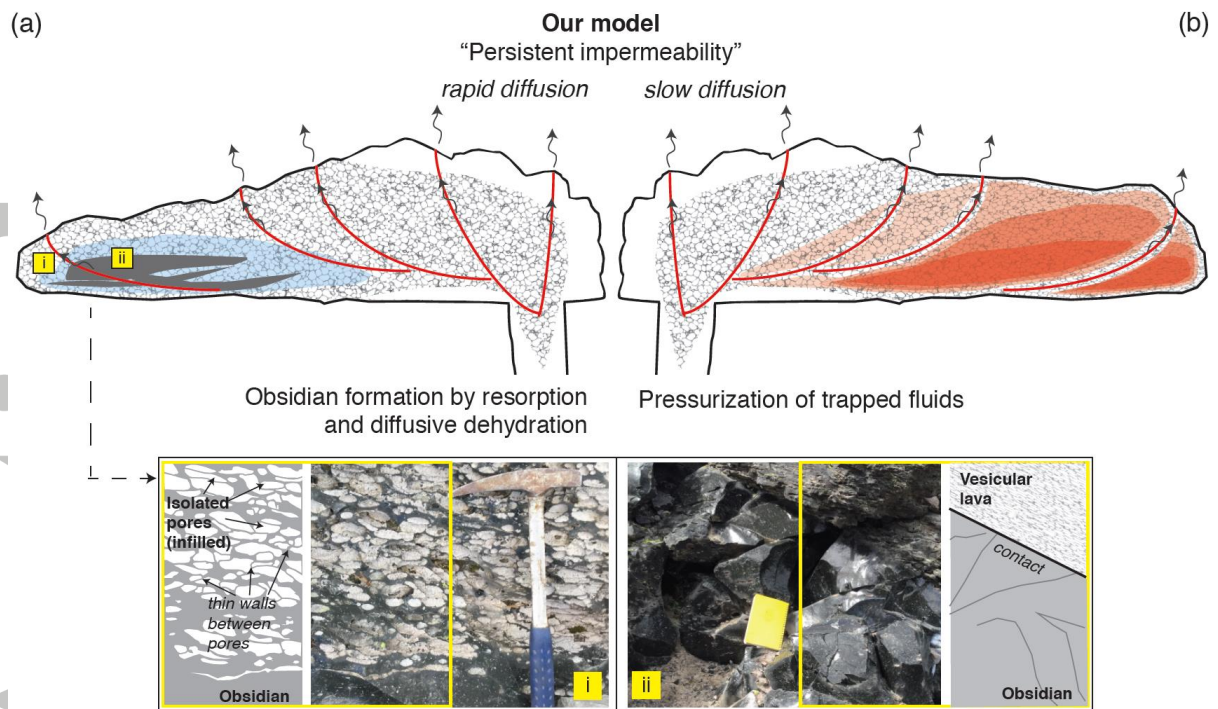 (a)
Our model
(b)
“Persistent impermeability”
rapid diffusion
slow diffusion
i
ii
Obsidian formation by resorption
and diffusive dehydration
Pressurization of trapped fluids
Isolated
pores
(infilled)
thin walls
between
pores
Obsidian
i
ii
Vesicular
lava
contact
Obsidian